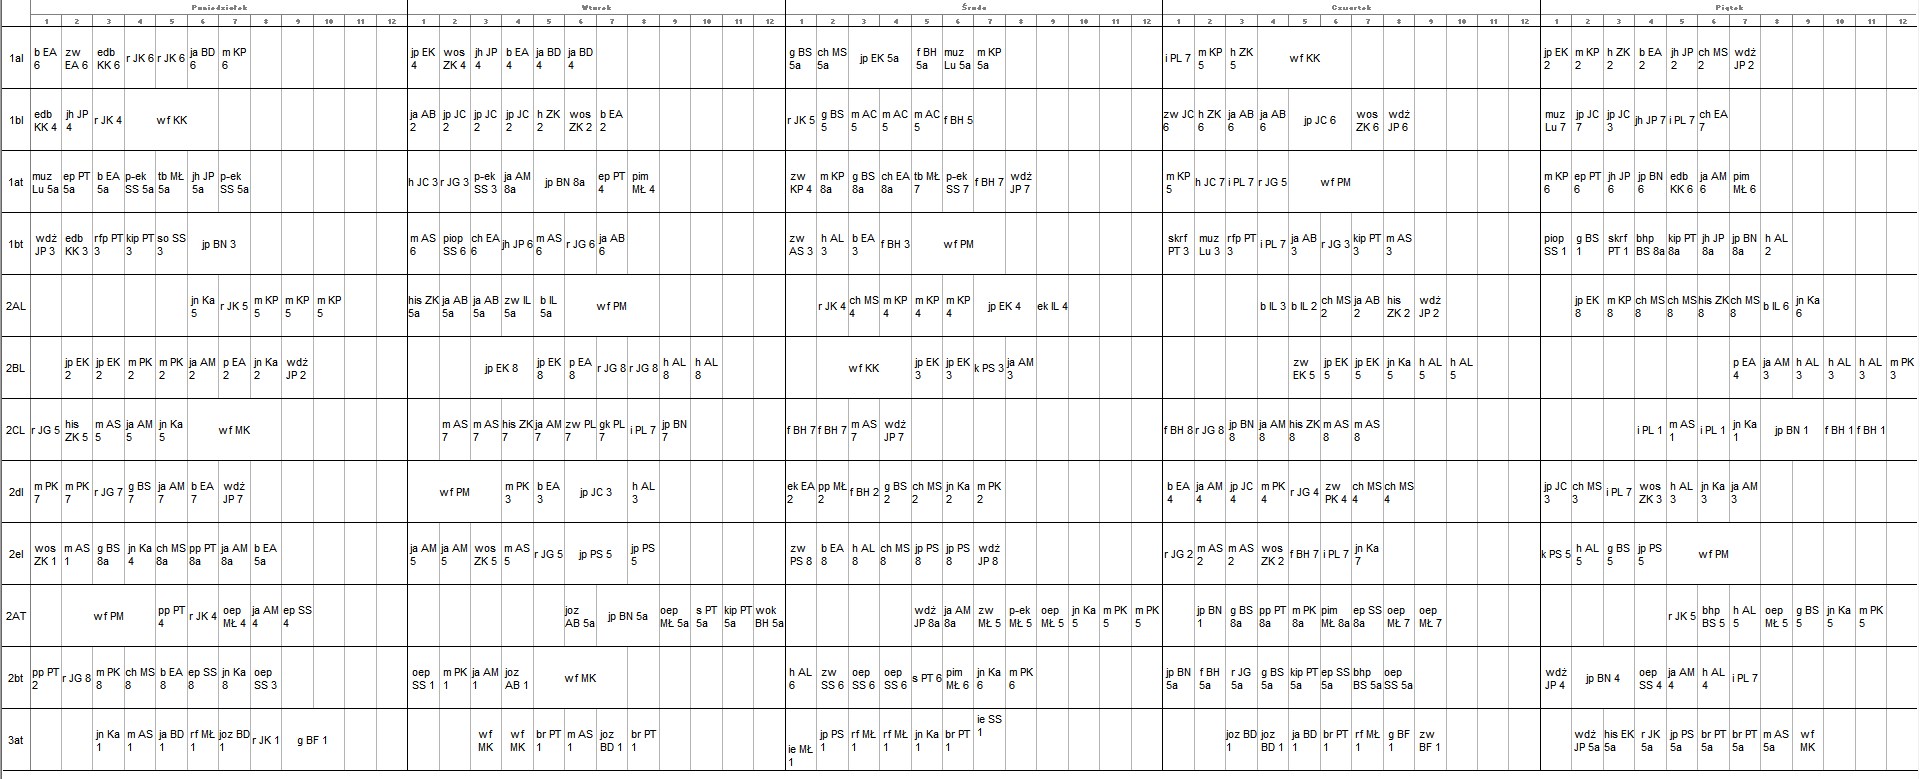 Poniedziałek Wtorek Środa Czwartek Piątek
1 2 3 4 5 6 7 8 9 10 11 12 1 2 3 4 5 6 7 8 9 10 11 12 1 2 3 4 5 6 7 8 9 10 11 12 1 2 3 4 5 6 7 8 9 10 11 12 1 2 3 4 5 6 7 8 9 10 11 12
1al b EA 6 zw EA 6 edb KK 6 r JK 6 r JK 6 ja BD 6 m KP 6 jp EK 4 wos ZK 4 jh JP 4 b EA 4 ja BD 4 ja BD 4 g BS 5a ch MS 5a jp EK 5a f BH 5a muz Lu 5a m KP 5a i PL 7 m KP 5 h ZK 5 wf KK jp EK 2 m KP 2 h ZK 2 b EA 2 jh JP 2 ch MS 2 wdż JP 2
1bl edb KK 4 jh JP 4 r JK 4 wf KK ja AB 2 jp JC 2 jp JC 2 jp JC 2 h ZK 2 wos ZK 2 b EA 2 r JK 5 g BS 5 m AC 5 m AC 5 m AC 5 f BH 5 zw JC 6 h ZK 6 ja AB 6 ja AB 6 jp JC 6 wos ZK 6 wdż JP 6 muz Lu 7 jp JC 7 jp JC 3 jh JP 7 i PL 7 ch EA 7
1at muz Lu 5a ep PT 5a b EA 5a p-ek SS 5a tb MŁ 5a jh JP 5a p-ek SS 5a h JC 3 r JG 3 p-ek SS 3 ja AM 8a jp BN 8a ep PT 4 pim MŁ 4 zw KP 4 m KP 8a g BS 8a ch EA 8a tb MŁ 7 p-ek SS 7 f BH 7 wdż JP 7 m KP 5 h JC 7 i PL 7 r JG 5 wf PM m KP 6 ep PT 6 jh JP 6 jp BN 6 edb KK 6 ja AM 6 pim MŁ 6
1bt wdż JP 3 edb KK 3 rfp PT 3 kip PT 3 so SS 3 jp BN 3 m AS 6 piop SS 6 ch EA 6 jh JP 6 m AS 6 r JG 6 ja AB 6 zw AS 3 h AL 3 b EA 3 f BH 3 wf PM skrf PT 3 muz Lu 3 rfp PT 3 i PL 7 ja AB 3 r JG 3 kip PT 3 m AS 3 piop SS 1 g BS 1 skrf PT 1 bhp BS 8a kip PT 8a jh JP 8a jp BN 8a h AL 2
2AL jn Ka 5 r JK 5 m KP 5 m KP 5 m KP 5 his ZK 5a ja AB 5a ja AB 5a zw IL 5a b IL 5a wf PM r JK 4 ch MS 4 m KP 4 m KP 4 m KP 4 jp EK 4 ek IL 4 b IL 3 b IL 2 ch MS 2 ja AB 2 his ZK 2 wdż JP 2 jp EK 8 m KP 8 ch MS 8 ch MS 8 his ZK 8 ch MS 8 b IL 6 jn Ka 6
2BL jp EK 2 jp EK 2 m PK 2 m PK 2 ja AM 2 p EA 2 jn Ka 2 wdż JP 2 jp EK 8 jp EK 8 p EA 8 r JG 8 r JG 8 h AL 8 h AL 8 wf KK jp EK 3 jp EK 3 k PS 3 ja AM 3 zw EK 5 jp EK 5 jp EK 5 jn Ka 5 h AL 5 h AL 5 p EA 4 ja AM 3 h AL 3 h AL 3 h AL 3 m PK 3
2CL r JG 5 his ZK 5 m AS 5 ja AM 5 jn Ka 5 wf MK m AS 7 m AS 7 his ZK 7 ja AM 7 zw PL 7 gk PL 7 i PL 7 jp BN 7 f BH 7 f BH 7 m AS 7 wdż JP 7 f BH 8 r JG 8 jp BN 8 ja AM 8 his ZK 8 m AS 8 m AS 8 i PL 1 m AS 1 i PL 1 jn Ka 1 jp BN 1 f BH 1 f BH 1
2dl m PK 7 m PK 7 r JG 7 g BS 7 ja AM 7 b EA 7 wdż JP 7 wf PM m PK 3 b EA 3 jp JC 3 h AL 3 ek EA 2 pp MŁ 2 f BH 2 g BS 2 ch MS 2 jn Ka 2 m PK 2 b EA 4 ja AM 4 jp JC 4 m PK 4 r JG 4 zw PK 4 ch MS 4 ch MS 4 jp JC 3 ch MS 3 i PL 7 wos ZK 3 h AL 3 jn Ka 3 ja AM 3
2el wos ZK 1 m AS 1 g BS 8a jn Ka 4 ch MS 8a pp PT 8a ja AM 8a b EA 5a ja AM 5 ja AM 5 wos ZK 5 m AS 5 r JG 5 jp PS 5 jp PS 5 zw PS 8 b EA 8 h AL 8 ch MS 8 jp PS 8 jp PS 8 wdż JP 8 r JG 2 m AS 2 m AS 2 wos ZK 2 f BH 7 i PL 7 jn Ka 7 k PS 5 h AL 5 g BS 5 jp PS 5 wf PM
2AT wf PM pp PT 4 r JK 4 oep MŁ 4 ja AM 4 ep SS 4 joz AB 5a jp BN 5a oep MŁ 5a s PT 5a kip PT 5a wok BH 5a wdż JP 8a ja AM 8a zw MŁ 5 p-ek MŁ 5 oep MŁ 5 jn Ka 5 m PK 5 m PK 5 jp BN 1 g BS 8a pp PT 8a m PK 8a pim MŁ 8a ep SS 8a oep MŁ 7 oep MŁ 7 r JK 5 bhp BS 5 h AL 5 oep MŁ 5 g BS 5 jn Ka 5 m PK 5
2bt pp PT 2 r JG 8 m PK 8 ch MS 8 b EA 8 ep SS 8 jn Ka 8 oep SS 3 oep SS 1 m PK 1 ja AM 1 joz AB 1 wf MK h AL 6 zw SS 6 oep SS 6 oep SS 6 s PT 6 pim MŁ 6 jn Ka 6 m PK 6 jp BN 5a f BH 5a r JG 5a g BS 5a kip PT 5a ep SS 5a bhp BS 5a oep SS 5a wdż JP 4 jp BN 4 oep SS 4 ja AM 4 h AL 4 i PL 7
3at jn Ka 1 m AS 1 ja BD 1 rf MŁ 1 joz BD 1 r JK 1 g BF 1 wf MK wf MK br PT 1 m AS 1 joz BD 1 br PT 1 ie MŁ 1 jp PS 1 rf MŁ 1 rf MŁ 1 jn Ka 1 br PT 1 ie SS 1 joz BD 1 joz BD 1 ja BD 1 br PT 1 rf MŁ 1 g BF 1 zw BF 1 wdż JP 5a his EK 5a r JK 5a jp PS 5a br PT 5a br PT 5a m AS 5a wf MK